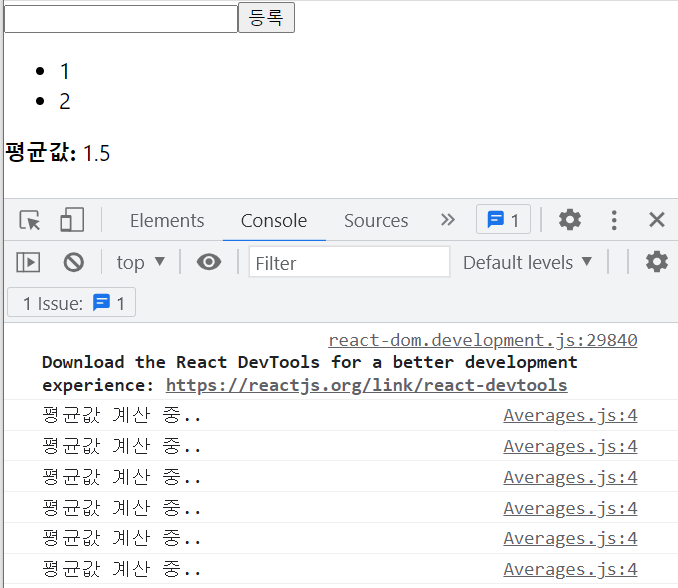 등록
1
2
평균값: 1.5
Elements Console Sources 1
top Filter Default levels
1 Issue: 1
react-dom.development.js:29840
Download the React DevTools for a better development
experience: https://reactjs.org/link/react-devtools
평균값 계산 중.. Averages.js:4
평균값 계산 중.. Averages.js:4
평균값 계산 중.. Averages.js:4
평균값 계산 중.. Averages.js:4
평균값 계산 중.. Averages.js:4
평균값 계산 중.. Averages.js:4